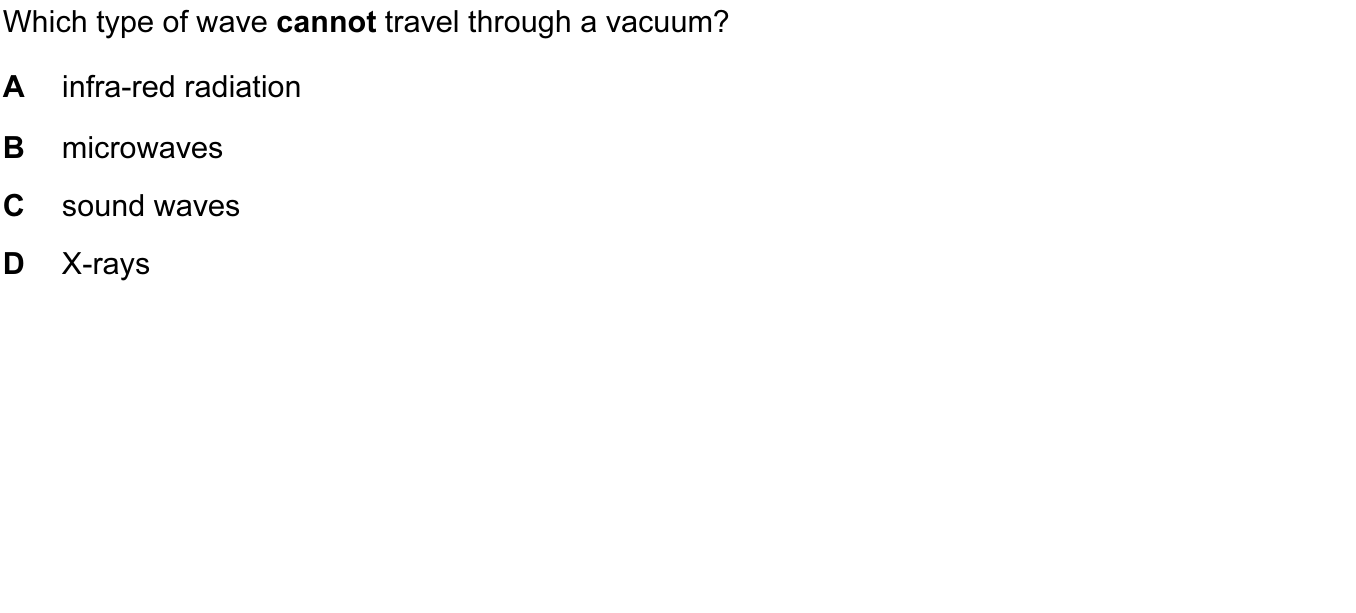 Which type of wave cannot travel through a vacuum?
A infra-red radiation
B microwaves
C sound waves
D X-rays